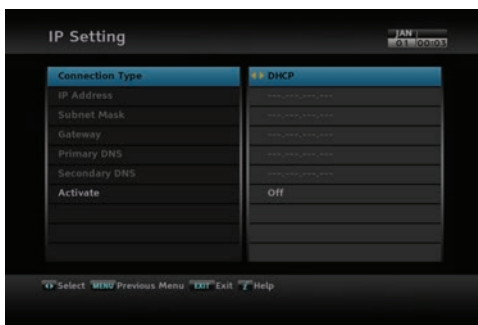 IP Setting
JAN
03 00:03
Connection Type DHCP
IP Address ---.---.---.---
Subnet Mask ---.---.---.---
Gateway ---.---.---.---
Primary DNS ---.---.---.---
Secondary DNS ---.---.---.---
Activate Off
Select MENU Previous Menu EXIT Exit i Help